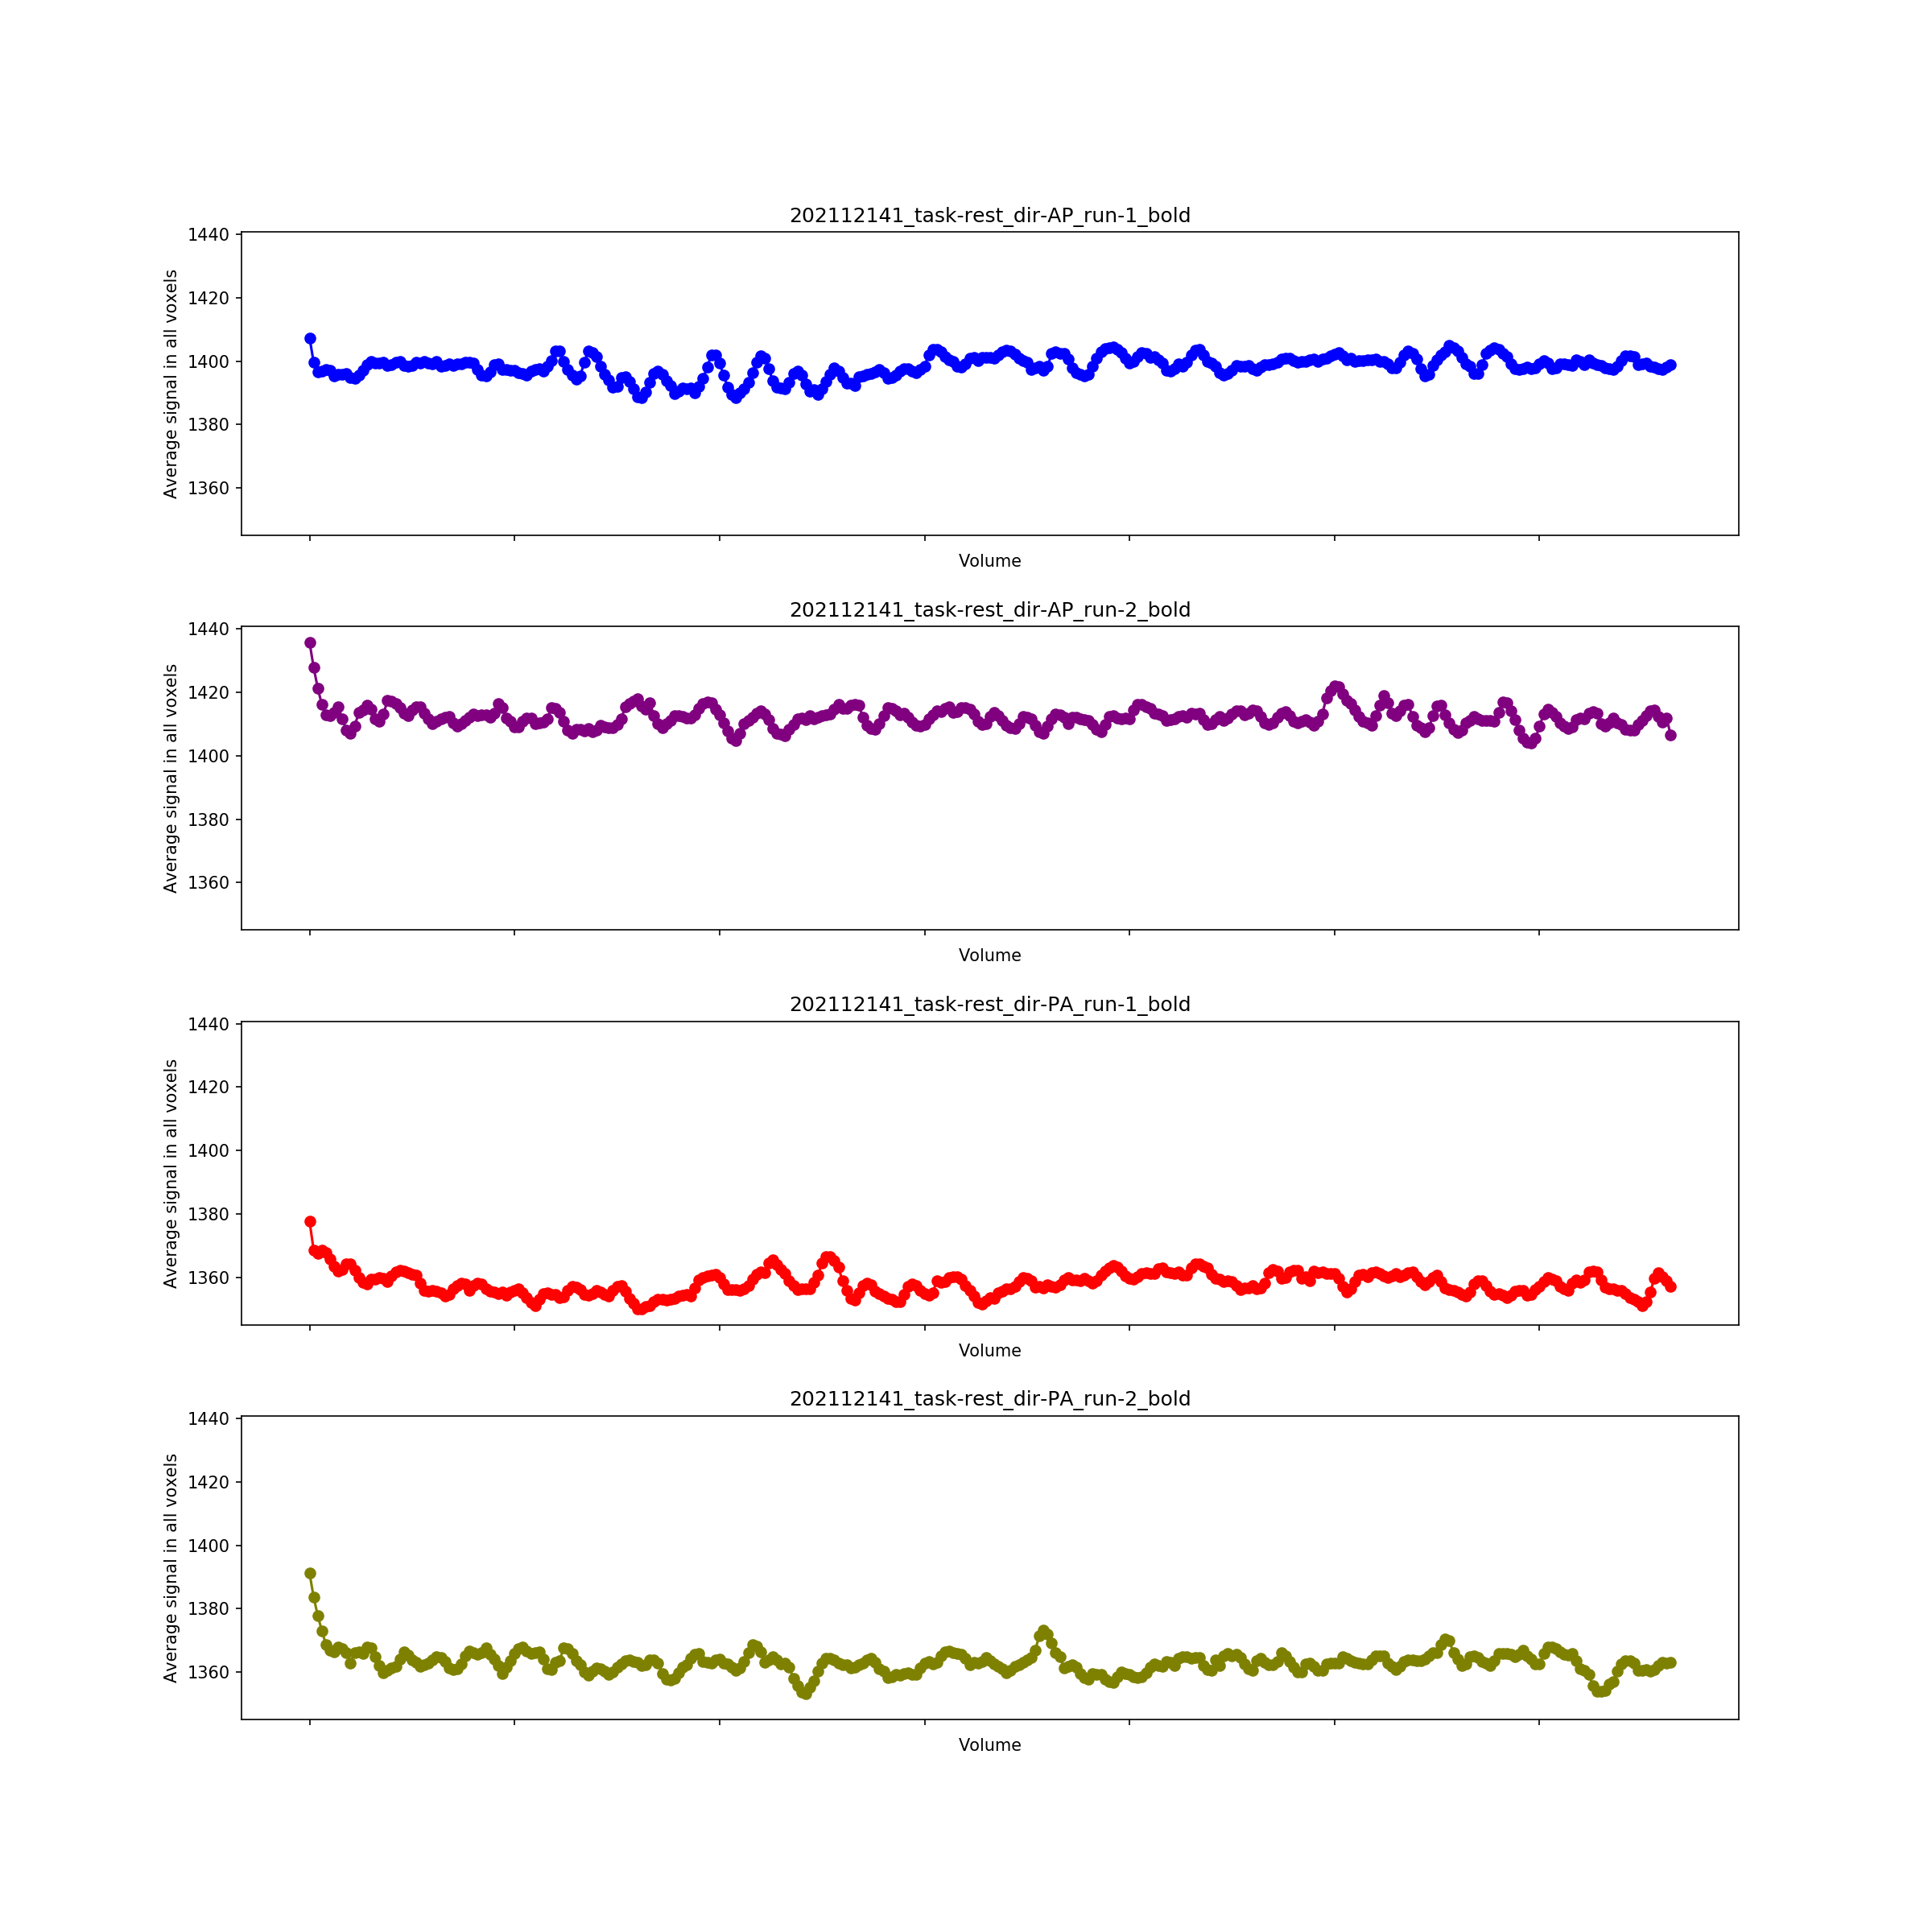 202112141_task-rest_dir-AP_run-1_bold
1440
1420
1400
1380
1360
Average signal in all voxels
Volume
202112141_task-rest_dir-AP_run-2_bold
1440
1420
1400
1380
1360
Average signal in all voxels
Volume
202112141_task-rest_dir-PA_run-1_bold
1440
1420
1400
1380
1360
Average signal in all voxels
Volume
202112141_task-rest_dir-PA_run-2_bold
1440
1420
1400
1380
1360
Average signal in all voxels
Volume